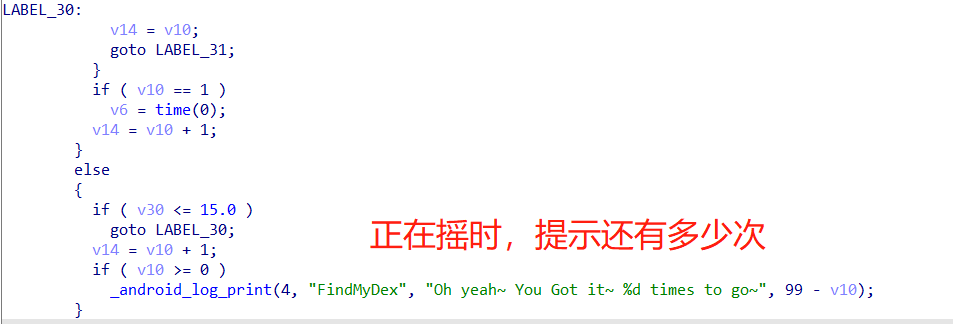 LABEL_30:
v14 = v10;
goto LABEL_31;
}
if ( v10 == 1 )
v6 = time(0);
v14 = v10 + 1;
}
else
{
if ( v30 <= 15.0 )
goto LABEL_30;
v14 = v10 + 1;
if ( v10 >= 0 )
_android_log_print(4, "FindMyDex", "Oh yeah~ You Got it~ %d times to go~", 99 - v10);
}
正在摇时，提示还有多少次